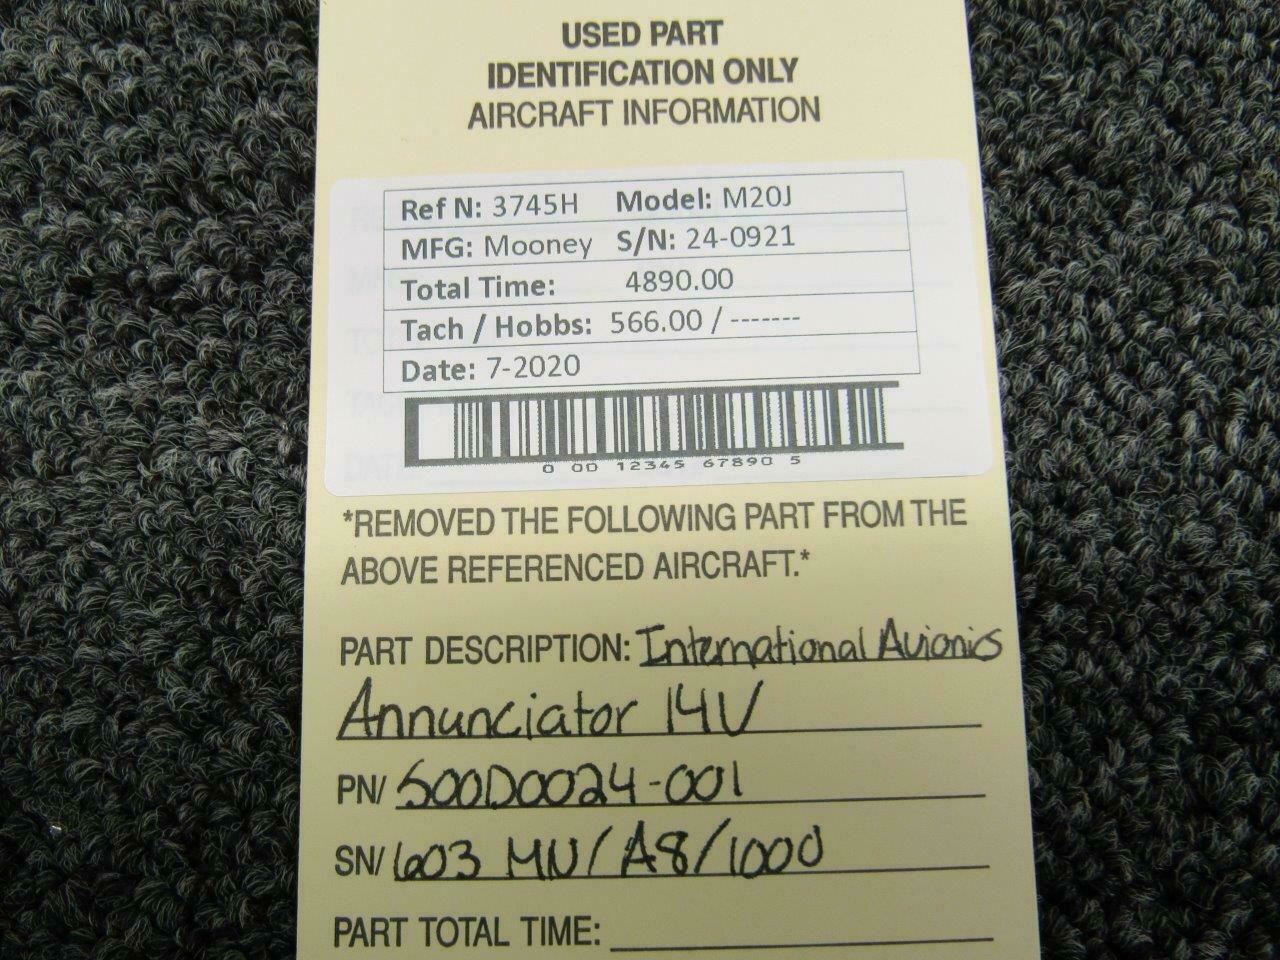 USED PART
IDENTIFICATION ONLY
AIRCRAFT INFORMATION
Ref N: 3745H Model: M20J
MFG: Mooney S/N: 24-0921
Total Time: 4890.00
Tach / Hobbs: 566.00 / -------
Date: 7-2020
0 00 12345 67890 5
*REMOVED THE FOLLOWING PART FROM THE
ABOVE REFERENCED AIRCRAFT.*
PART DESCRIPTION: International Avionics
Annunciator 14V
PN/ 500D0024-001
SN/ 603 MN/A8/1000
PART TOTAL TIME: